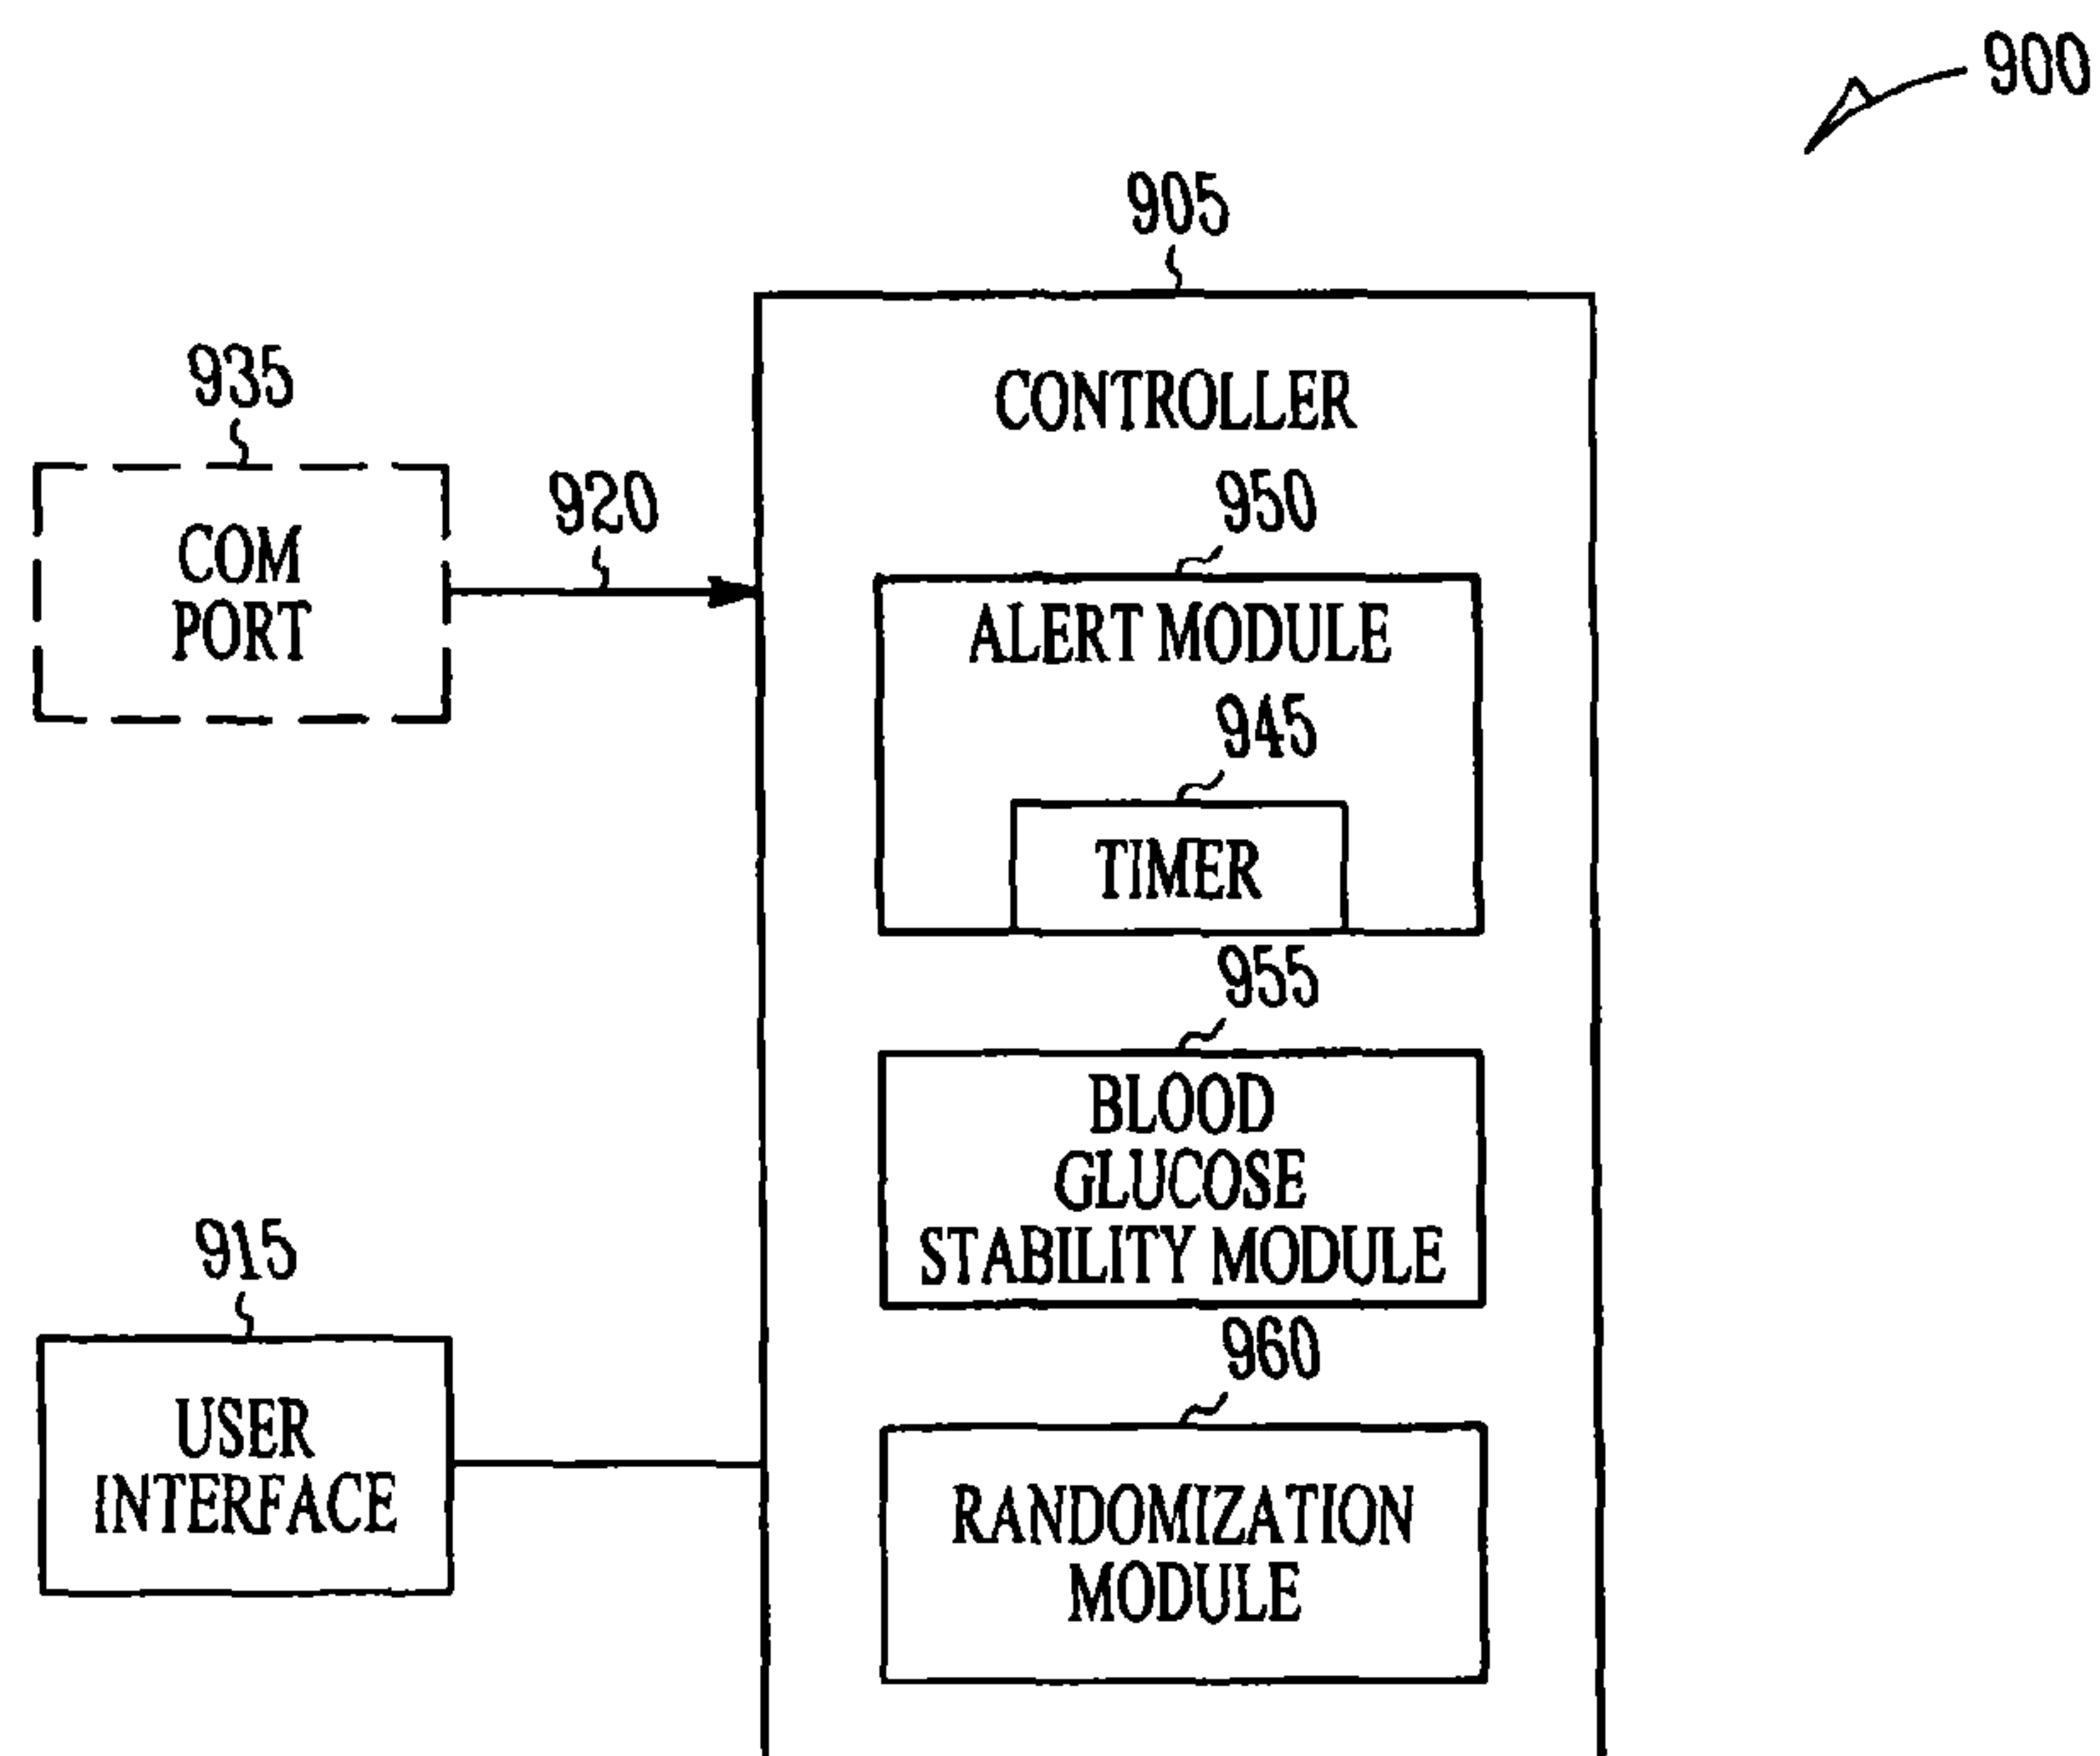 900
905
CONTROLLER
935
COM
PORT
920
950
ALERT MODULE
945
TIMER
955
BLOOD
GLUCOSE
STABILITY MODULE
915
USER
INTERFACE
960
RANDOMIZATION
MODULE